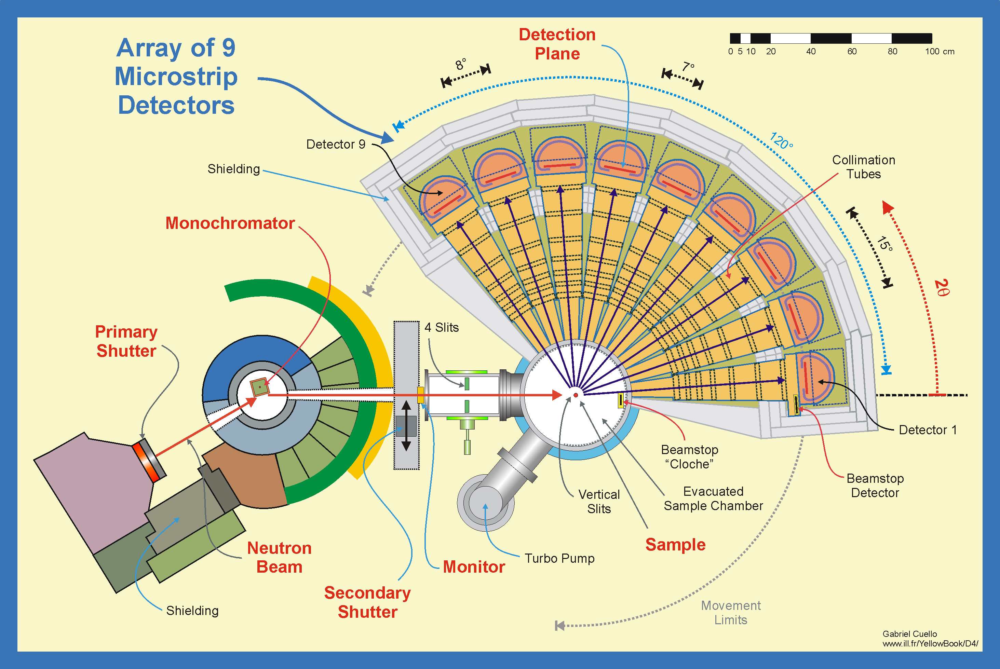 Array of 9
Microstrip
Detectors
Detection
Plane
0 5 10 20 40 60 80 100 cm
8°
7°
120°
15°
2θ
Detector 9
Shielding
Collimation
Tubes
Monochromator
Primary
Shutter
4 Slits
Detector 1
Beamstop
“Cloche”
Beamstop
Detector
Vertical
Slits
Evacuated
Sample Chamber
Sample
Turbo Pump
Neutron
Beam
Monitor
Secondary
Shutter
Shielding
Movement
Limits
Gabriel Cuello
www.ill.fr/YellowBook/D4/